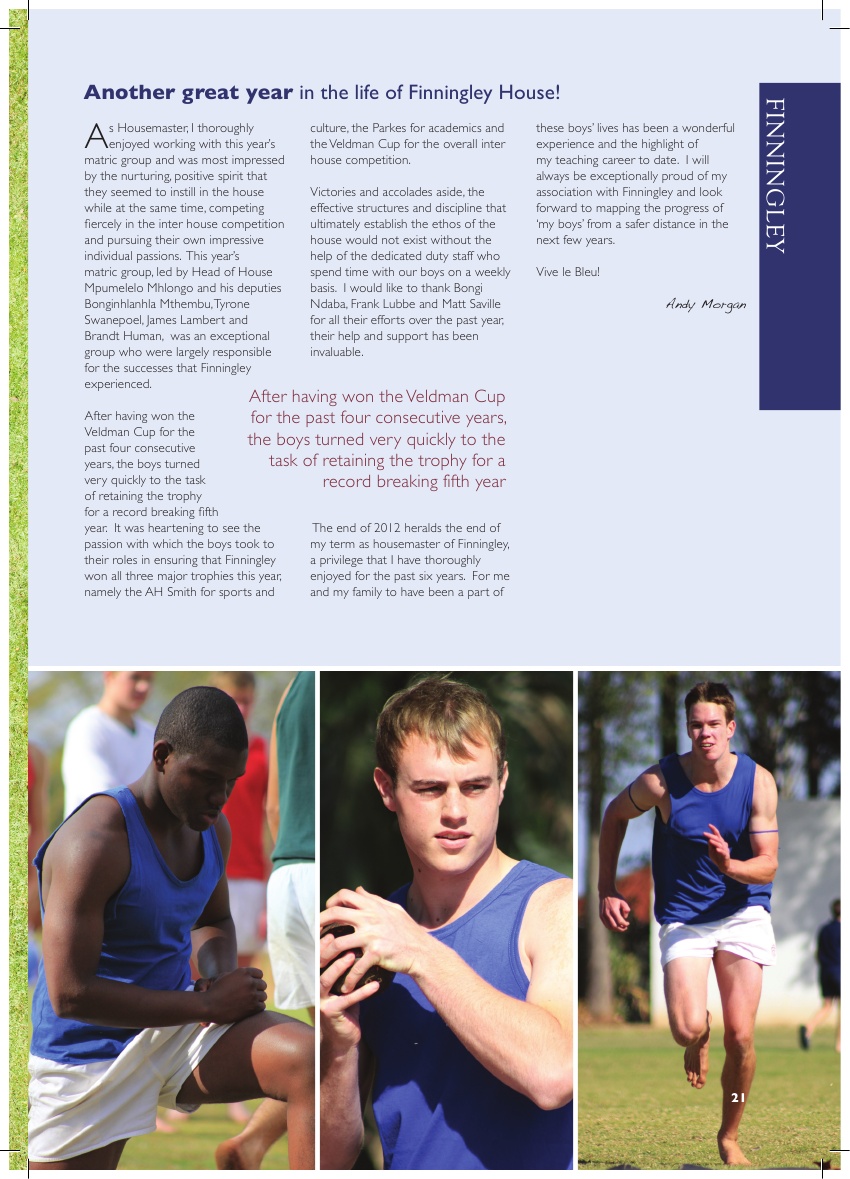 Another great year in the life of Finningley House!
As Housemaster, I thoroughly
enjoyed working with this year's
matric group and was most impressed
by the nurturing, positive spirit that
they seemed to instill in the house
while at the same time, competing
fiercely in the inter house competition
and pursuing their own impressive
individual passions. This year's
matric group, led by Head of House
Mpumelelo Mhlongo and his deputies
Bonginhlanhla Mthembu, Tyrone
Swanepoel, James Lambert and
Brandt Human, was an exceptional
group who were largely responsible
for the successes that Finningley
experienced.
After having won the
Veldman Cup for the
past four consecutive
years, the boys turned
very quickly to the task
of retaining the trophy
for a record breaking fifth
year. It was heartening to see the
passion with which the boys took to
their roles in ensuring that Finningley
won all three major trophies this year,
namely the AH Smith for sports and
culture, the Parkes for academics and
the Veldman Cup for the overall inter
house competition.
Victories and accolades aside, the
effective structures and discipline that
ultimately establish the ethos of the
house would not exist without the
help of the dedicated duty staff who
spend time with our boys on a weekly
basis. I would like to thank Bongi
Ndaba, Frank Lubbe and Matt Saville
for all their efforts over the past year,
their help and support has been
invaluable.
After having won the Veldman Cup
for the past four consecutive years,
the boys turned very quickly to the
task of retaining the trophy for a
record breaking fifth year
The end of 2012 heralds the end of
my term as housemaster of Finningley,
a privilege that I have thoroughly
enjoyed for the past six years. For me
and my family to have been a part of
these boys' lives has been a wonderful
experience and the highlight of
my teaching career to date. I will
always be exceptionally proud of my
association with Finningley and look
forward to mapping the progress of
'my boys' from a safer distance in the
next few years.
Vive le Bleu!
Andy Morgan
FINNINGLEY
21